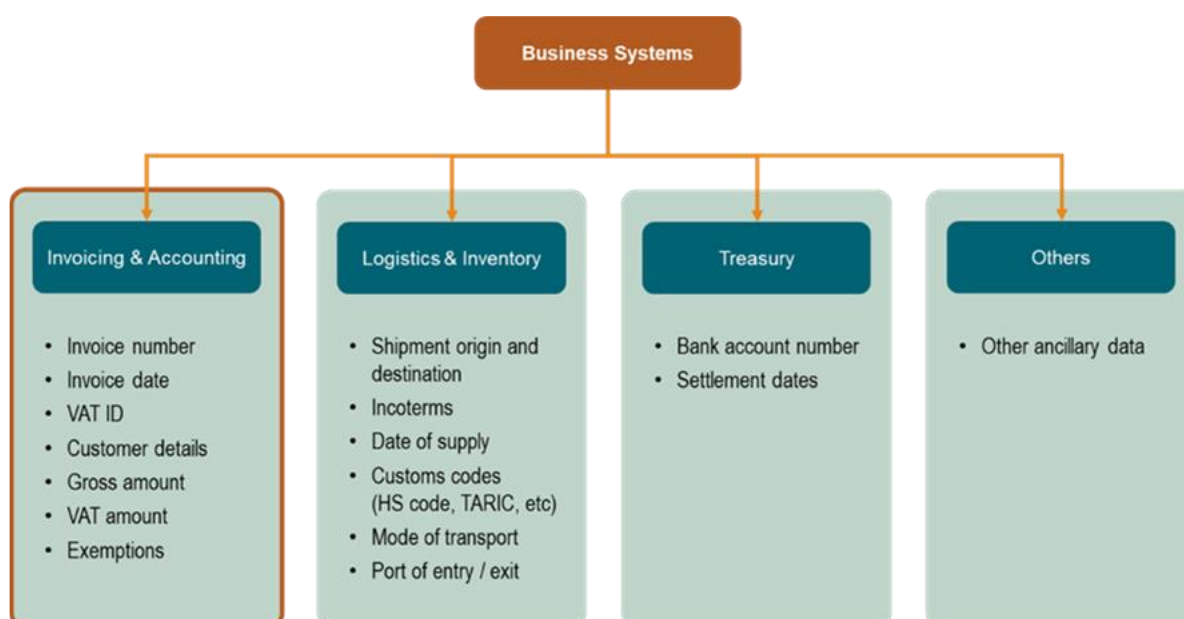 Business Systems
Invoicing & Accounting
• Invoice number
• Invoice date
• VAT ID
• Customer details
• Gross amount
• VAT amount
• Exemptions
Logistics & Inventory
• Shipment origin and
destination
• Incoterms
• Date of supply
• Customs codes
(HS code, TARIC, etc)
• Mode of transport
• Port of entry / exit
Treasury
• Bank account number
• Settlement dates
Others
• Other ancillary data